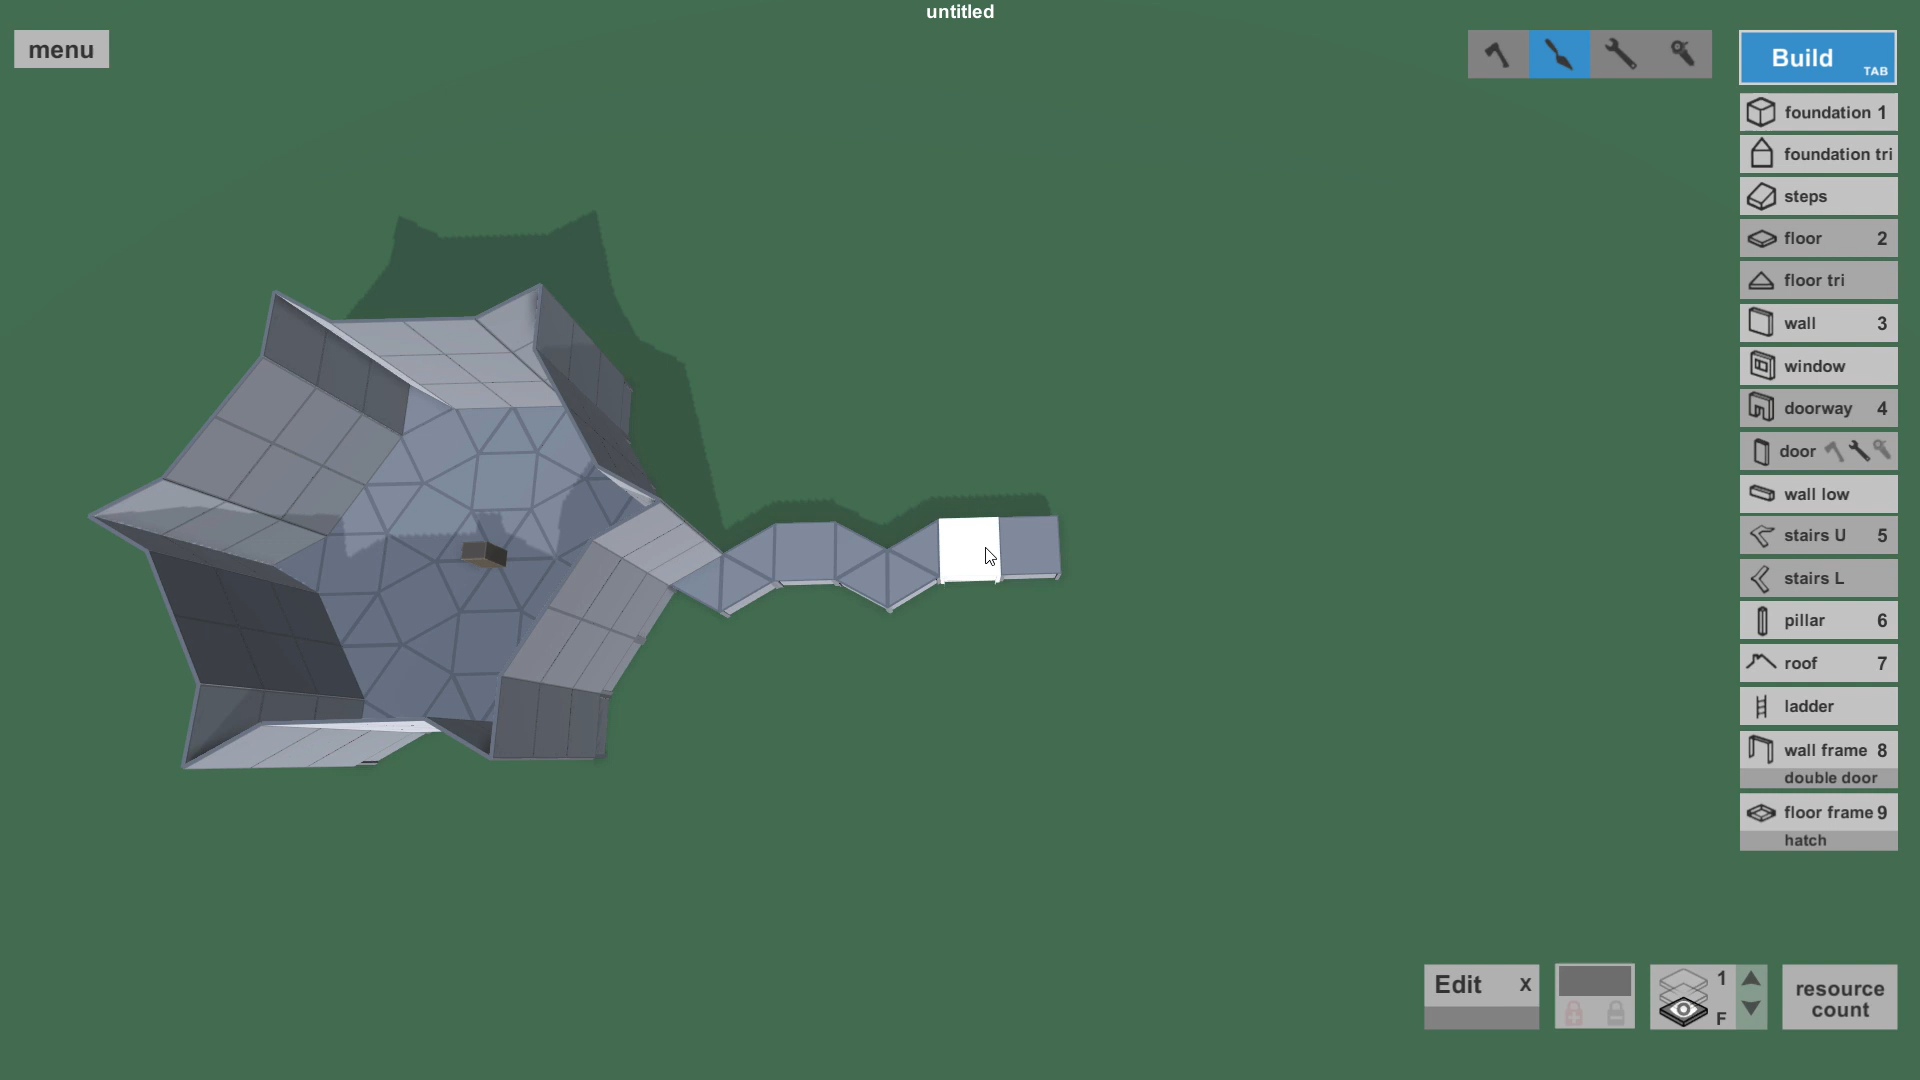 untitled
menu
Build
TAB
foundation 1
foundation tri
steps
floor 2
floor tri
wall 3
window
doorway 4
door
wall low
stairs U 5
stairs L
pillar 6
roof 7
ladder
wall frame 8
double door
floor frame 9
hatch
Edit X
1
F
resource
count